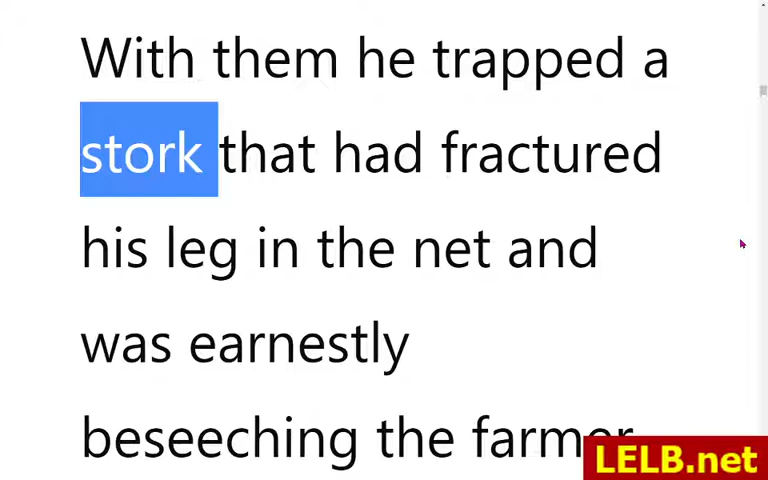 With them he trapped a
stork that had fractured
his leg in the net and
was earnestly
beseeching the farmer
LELB.net